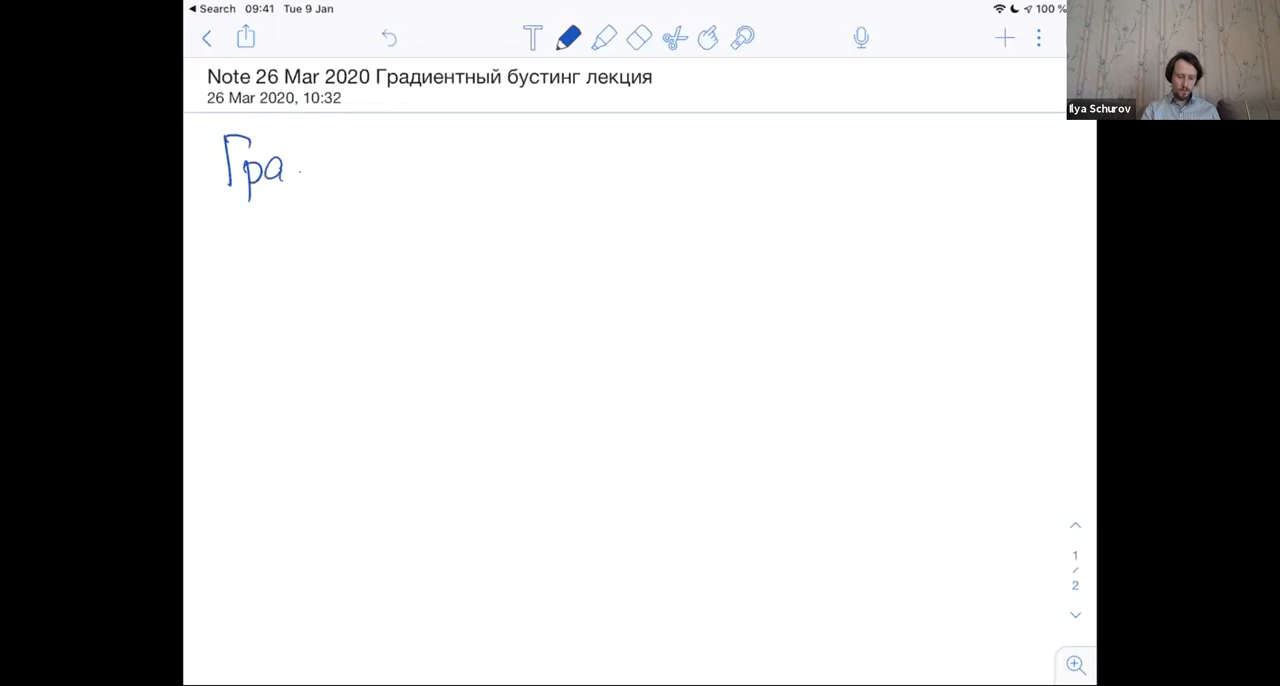 Search 09:41 Tue 9 Jan
100 %
T
Note 26 Mar 2020 Градиентный бустинг лекция
26 Mar 2020, 10:32
Ilya Schurov
Гра
1
/
2